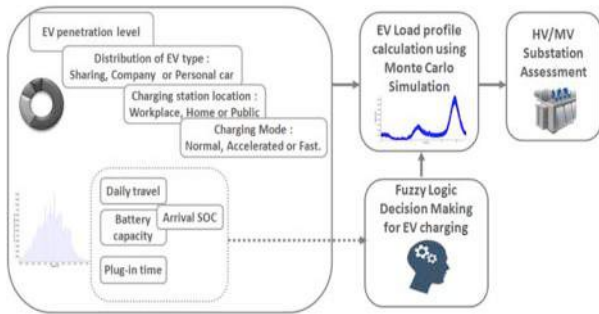 EV penetration level
Distribution of EV type :
Sharing, Company or Personal car
Charging station location :
Workplace, Home or Public
Charging Mode :
Normal, Accelerated or Fast.
Daily travel
Battery
capacity
Arrival SOC
Plug-in time
EV Load profile
calculation using
Monte Carlo
Simulation
HV/MV
Substation
Assessment
Fuzzy Logic
Decision Making
for EV charging